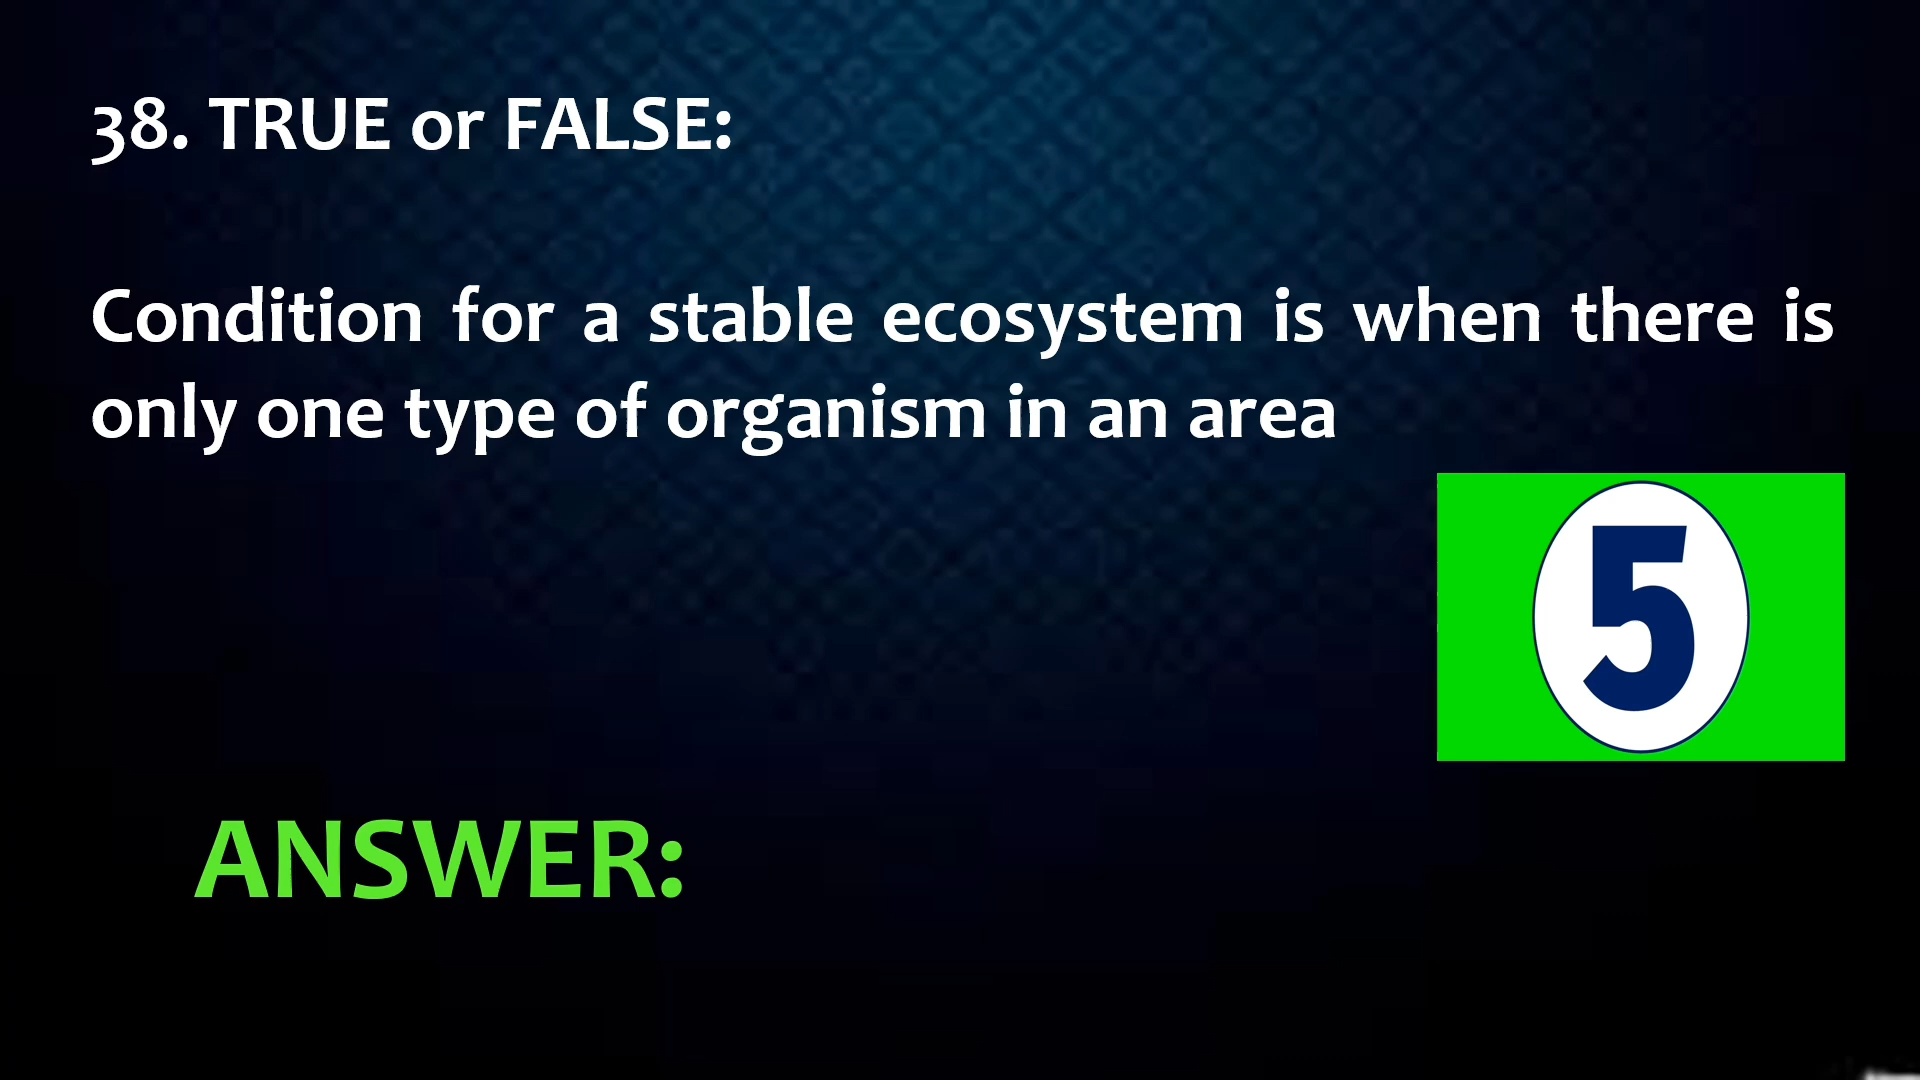 38. TRUE or FALSE:
Condition for a stable ecosystem is when there is
only one type of organism in an area
5
ANSWER: